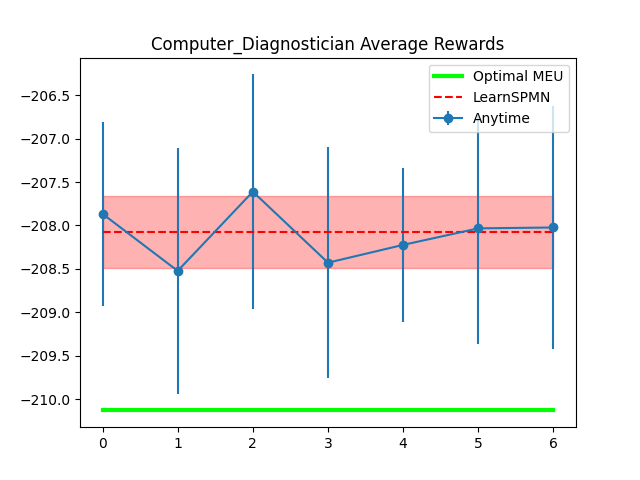 Computer_Diagnostician Average Rewards
Optimal MEU
LearnSPMN
Anytime
−206.5
−207.0
−207.5
−208.0
−208.5
−209.0
−209.5
−210.0
0 1 2 3 4 5 6